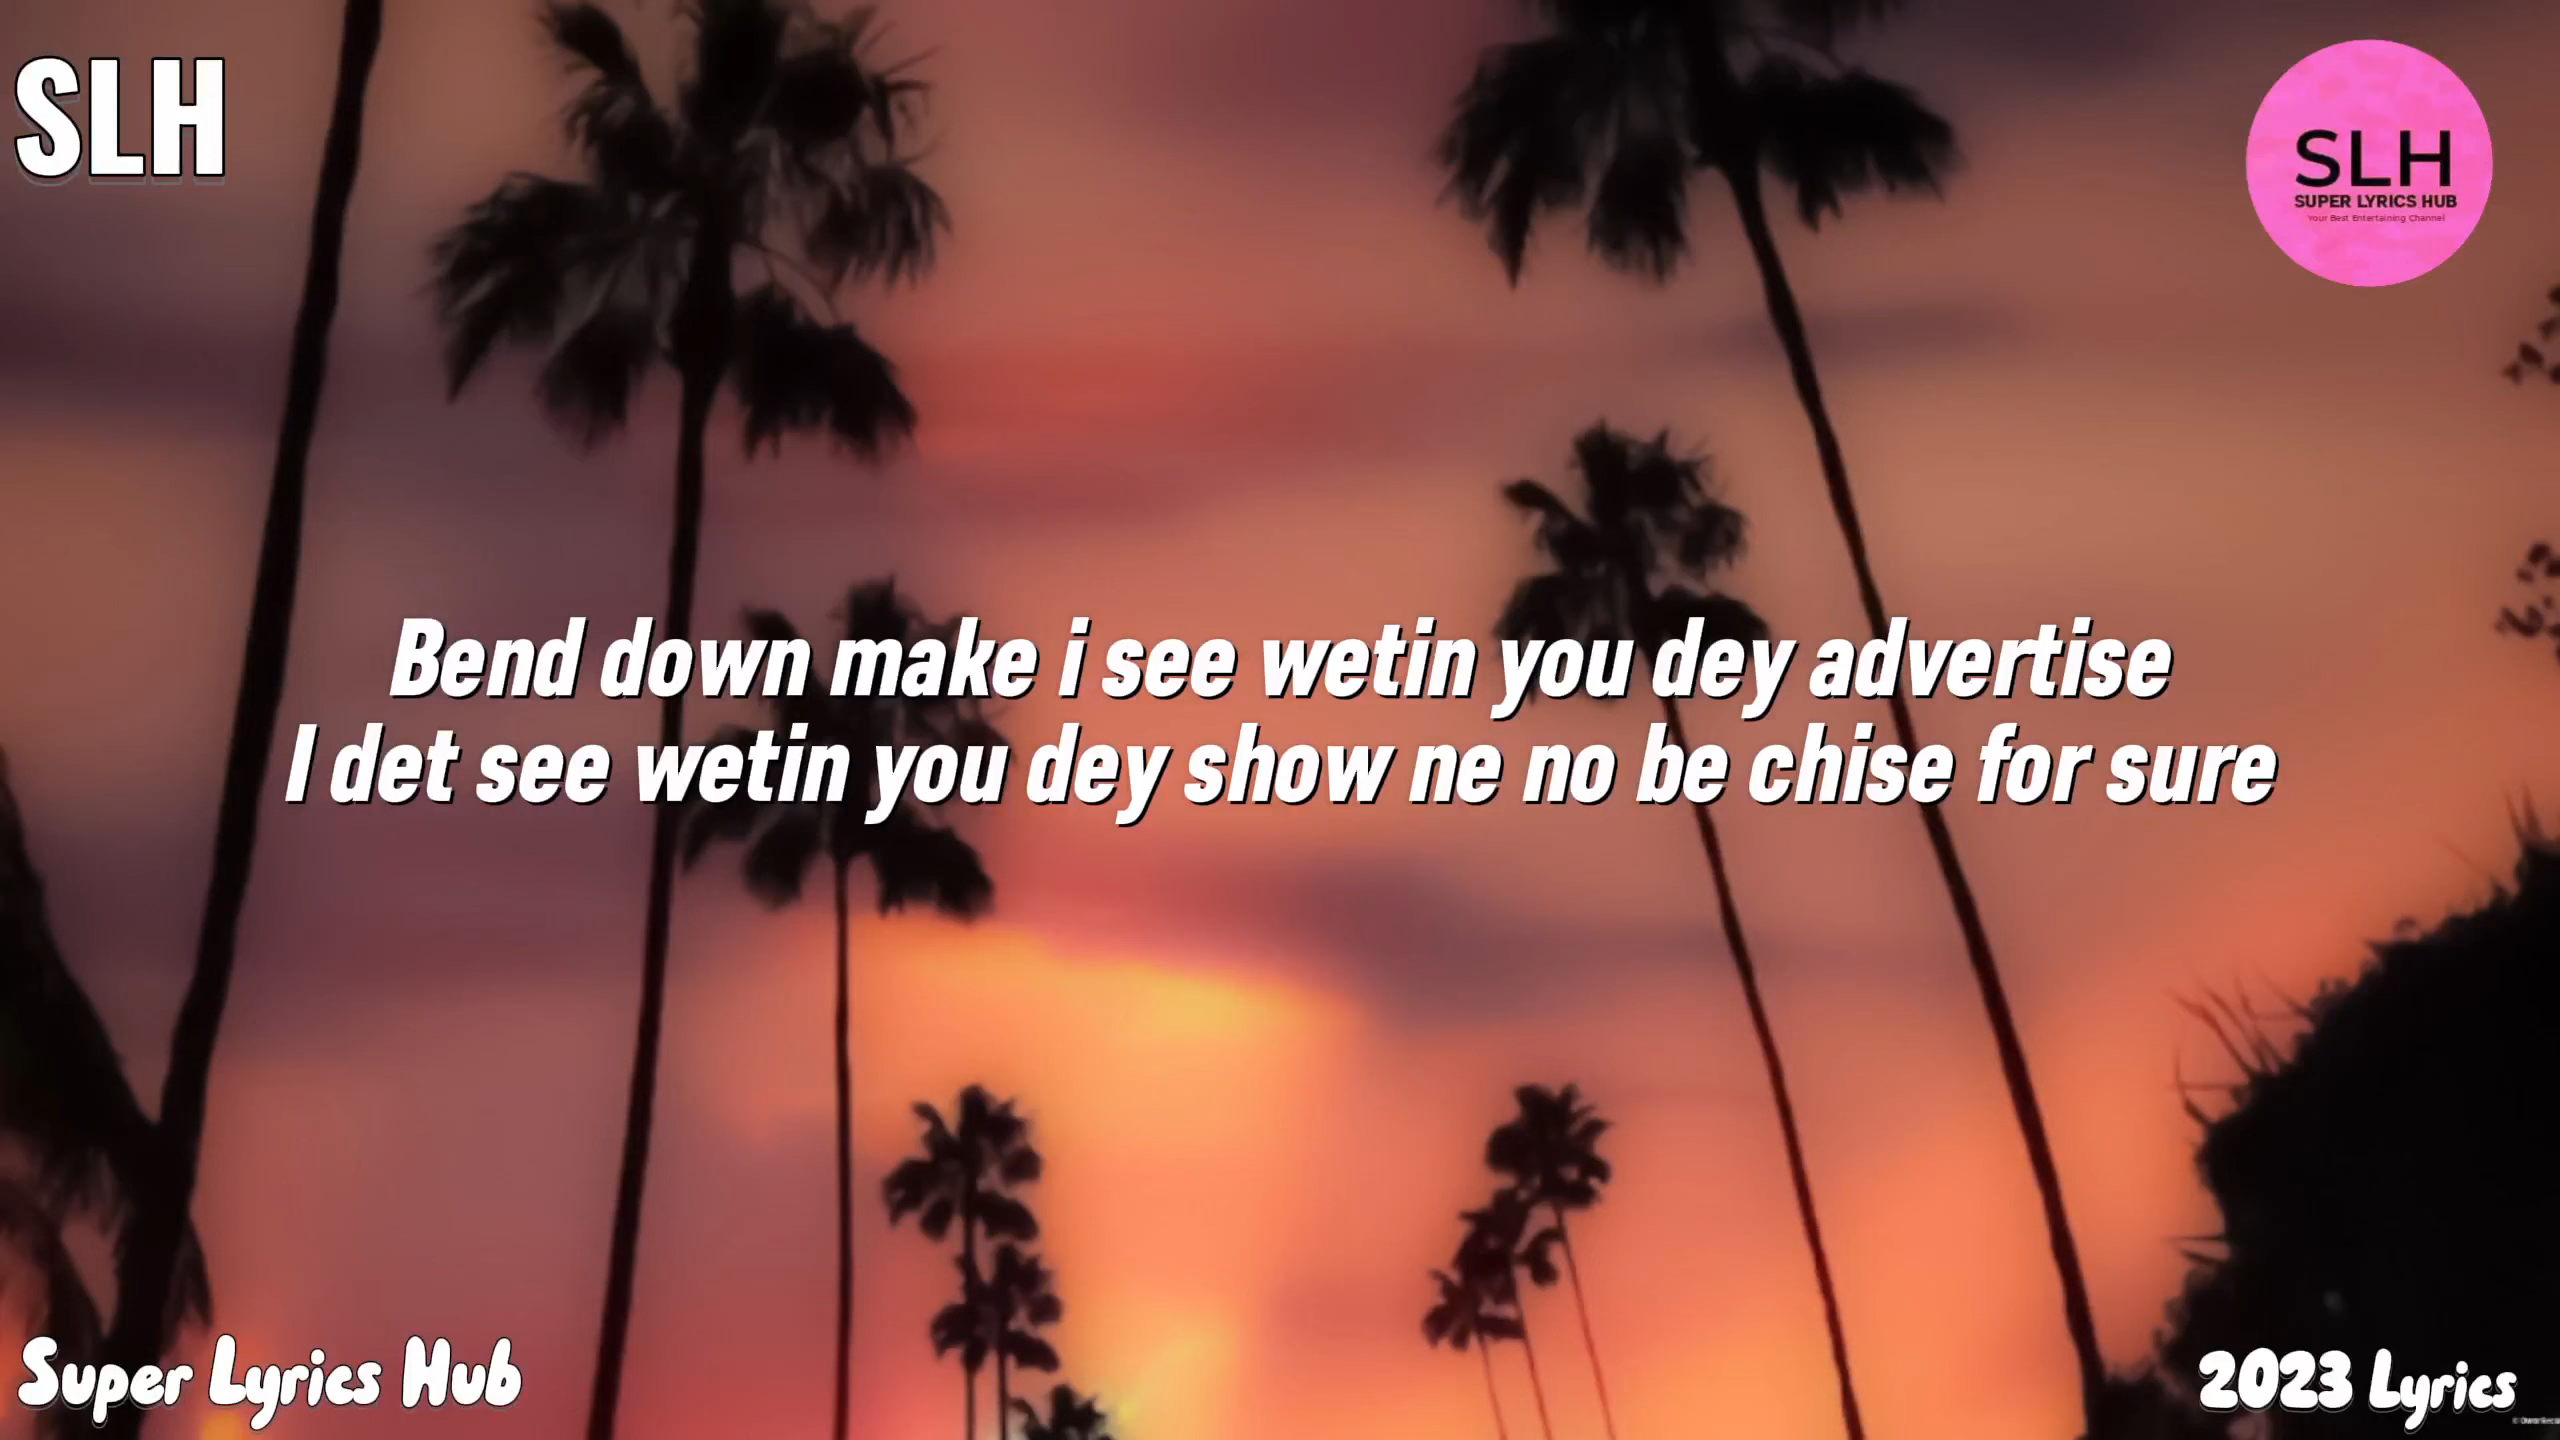 SLH
SLH
SUPER LYRICS HUB
Your Best Entertaining Channel
Bend down make i see wetin you dey advertise
I det see wetin you dey show ne no be chise for sure
Super Lyrics Hub
2023 Lyrics